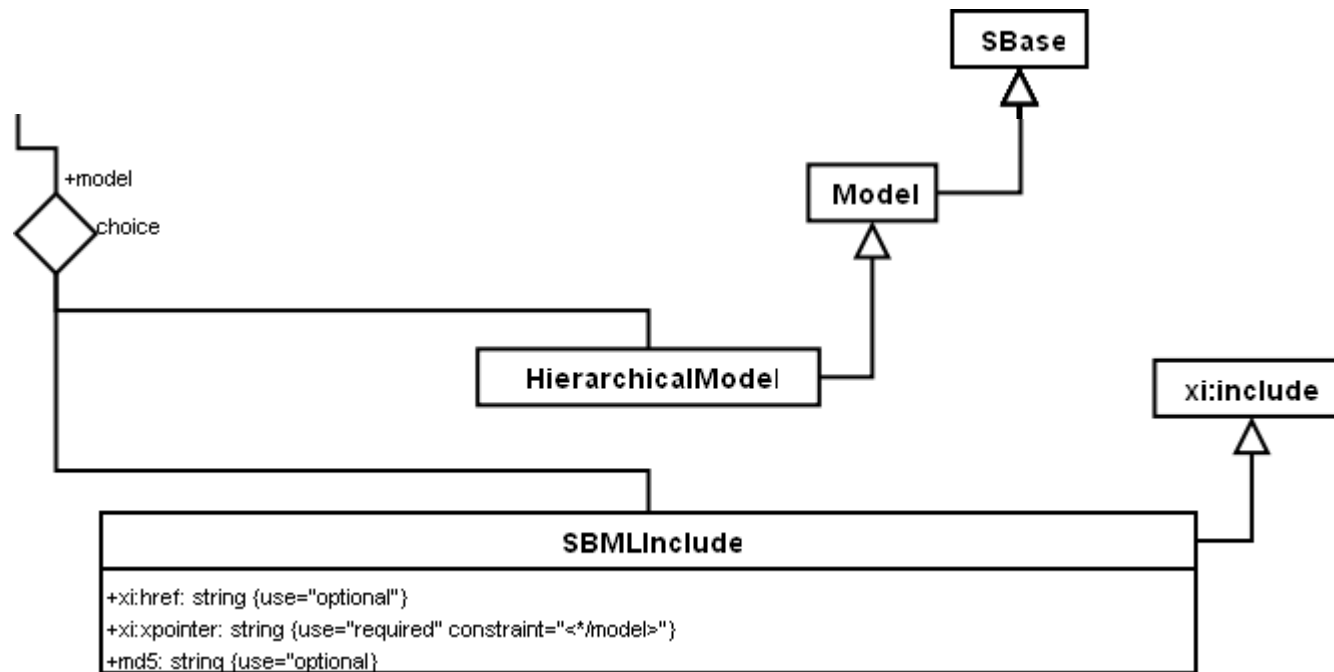 SBase
Model
+model
choice
HierarchicalModel
xi:include
SBMLInclude
+xi:href: string {use="optional"}
+xi:xpointer: string {use="required" constraint="<*/model>"}
+md5: string {use="optional}